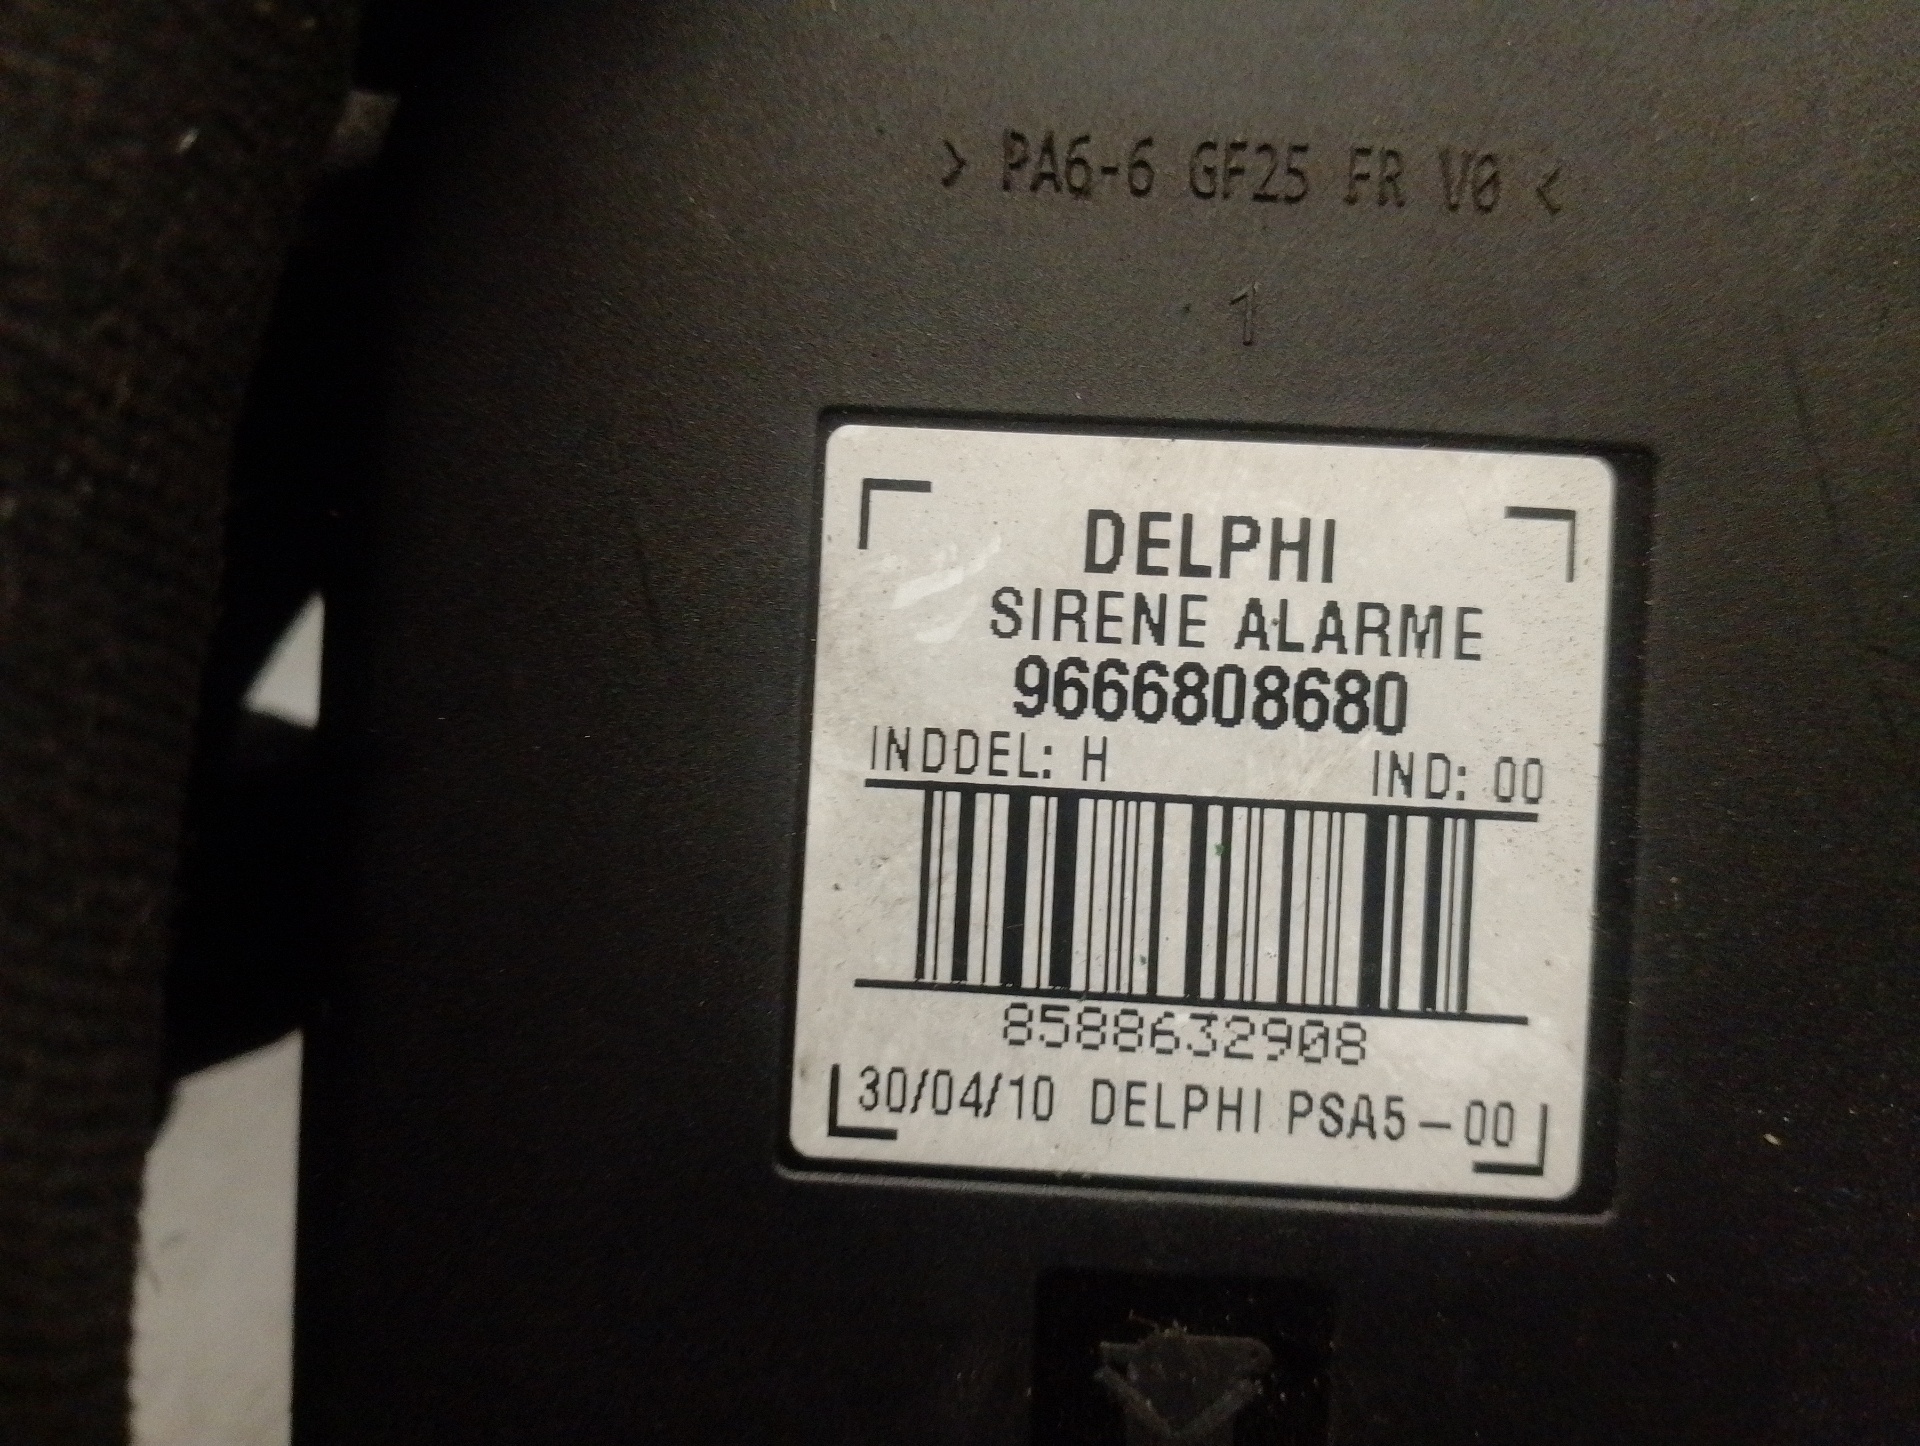 > PA6-6 GF25 FR V0 <
1
DELPHI
SIRENE ALARME
9666808680
INDDEL: H IND: 00
8588632908
30/04/10 DELPHI PSA5-00